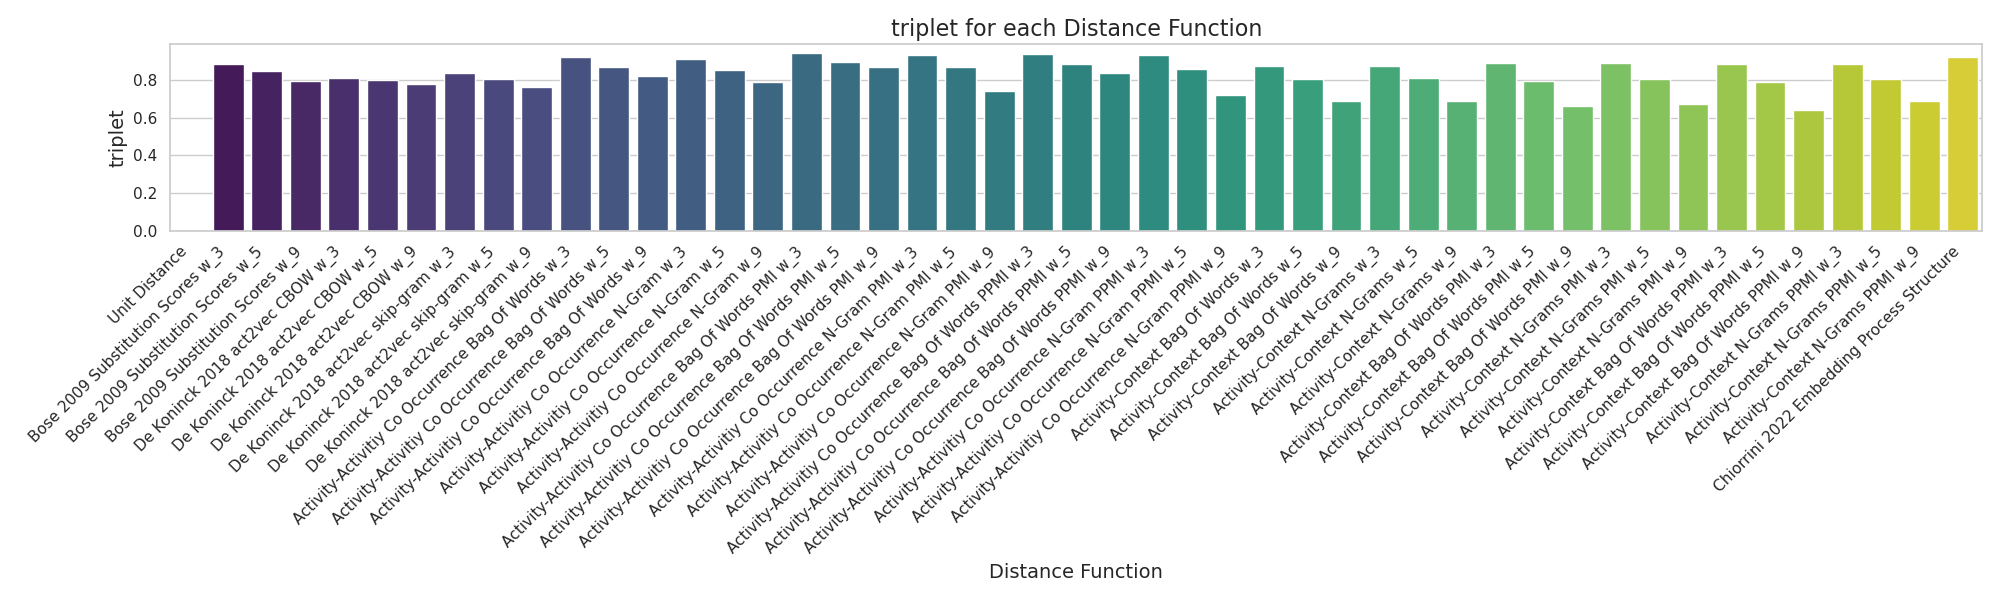 triplet for each Distance Function
triplet
0.8
0.6
0.4
0.2
0.0
Unit Distance
Bose 2009 Substitution Scores w_3
Bose 2009 Substitution Scores w_5
Bose 2009 Substitution Scores w_9
De Koninck 2018 act2vec CBOW w_3
De Koninck 2018 act2vec CBOW w_5
De Koninck 2018 act2vec CBOW w_9
De Koninck 2018 act2vec skip-gram w_3
De Koninck 2018 act2vec skip-gram w_5
De Koninck 2018 act2vec skip-gram w_9
Activity-Activitiy Co Occurrence Bag Of Words w_3
Activity-Activitiy Co Occurrence Bag Of Words w_5
Activity-Activitiy Co Occurrence Bag Of Words w_9
Activity-Activitiy Co Occurrence N-Gram w_3
Activity-Activitiy Co Occurrence N-Gram w_5
Activity-Activitiy Co Occurrence N-Gram w_9
Activity-Activitiy Co Occurrence Bag Of Words PMI w_3
Activity-Activitiy Co Occurrence Bag Of Words PMI w_5
Activity-Activitiy Co Occurrence Bag Of Words PMI w_9
Activity-Activitiy Co Occurrence N-Gram PMI w_3
Activity-Activitiy Co Occurrence N-Gram PMI w_5
Activity-Activitiy Co Occurrence N-Gram PMI w_9
Activity-Activitiy Co Occurrence Bag Of Words PPMI w_3
Activity-Activitiy Co Occurrence Bag Of Words PPMI w_5
Activity-Activitiy Co Occurrence Bag Of Words PPMI w_9
Activity-Activitiy Co Occurrence N-Gram PPMI w_3
Activity-Activitiy Co Occurrence N-Gram PPMI w_5
Activity-Activitiy Co Occurrence N-Gram PPMI w_9
Activity-Context Bag Of Words w_3
Activity-Context Bag Of Words w_5
Activity-Context Bag Of Words w_9
Activity-Context N-Grams w_3
Activity-Context N-Grams w_5
Activity-Context N-Grams w_9
Activity-Context Bag Of Words PMI w_3
Activity-Context Bag Of Words PMI w_5
Activity-Context Bag Of Words PMI w_9
Activity-Context N-Grams PMI w_3
Activity-Context N-Grams PMI w_5
Activity-Context N-Grams PMI w_9
Activity-Context Bag Of Words PPMI w_3
Activity-Context Bag Of Words PPMI w_5
Activity-Context Bag Of Words PPMI w_9
Activity-Context N-Grams PPMI w_3
Activity-Context N-Grams PPMI w_5
Activity-Context N-Grams PPMI w_9
Chiorrini 2022 Embedding Process Structure
Distance Function